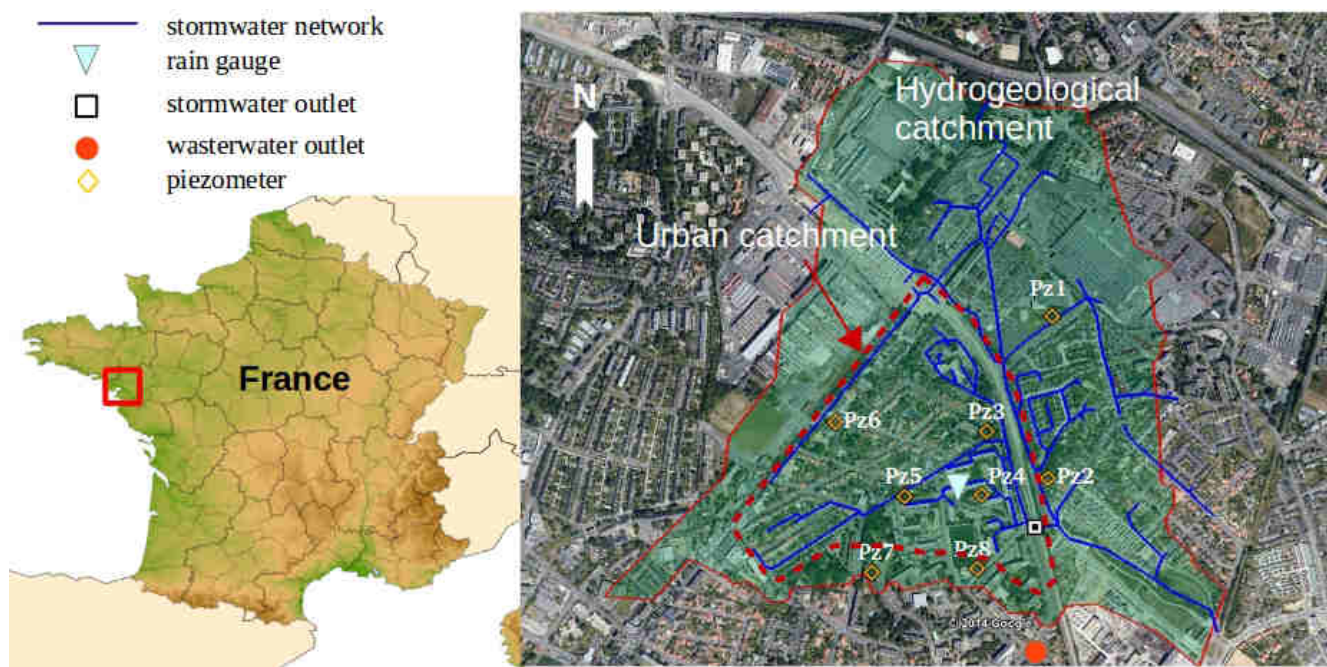 stormwater network
rain gauge
stormwater outlet
wasterwater outlet
piezometer
France
N
Hydrogeological
catchment
Urban catchment
Pz1
Pz6
Pz3
Pz5
Pz4
Pz2
Pz7
Pz8
© 2014 Google